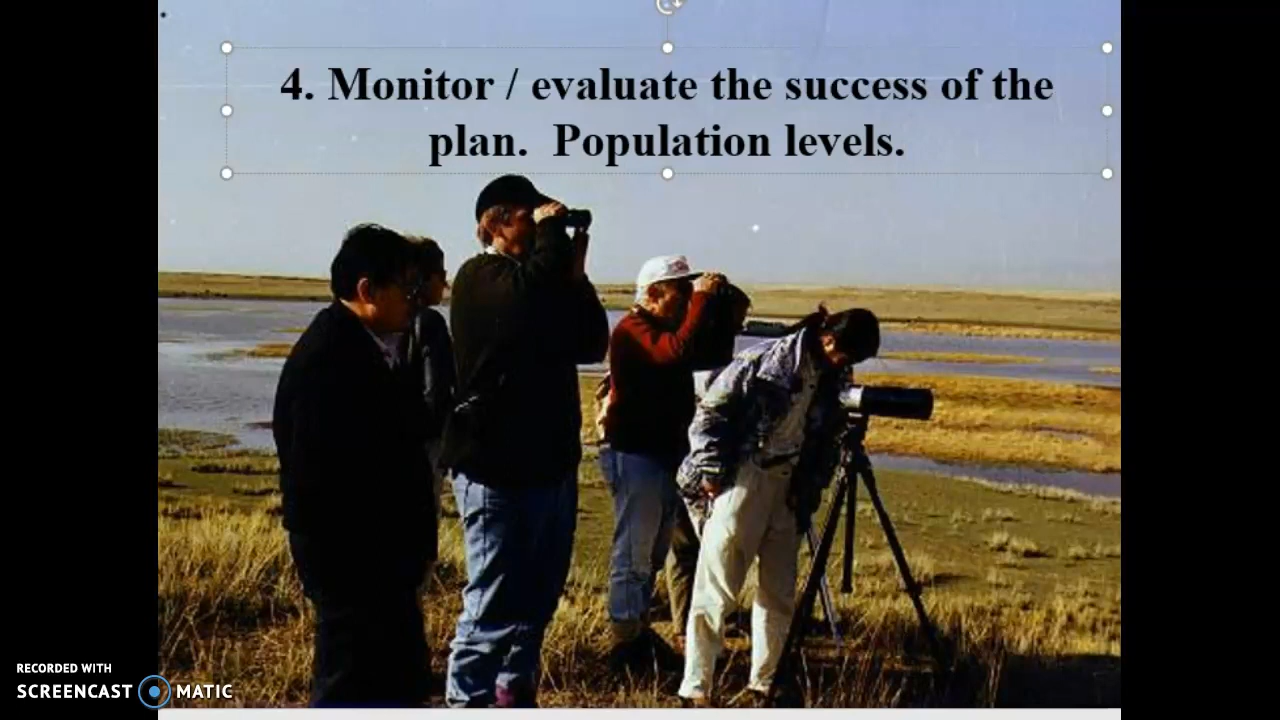 4. Monitor / evaluate the success of the
plan.  Population levels.
RECORDED WITH
SCREENCAST MATIC